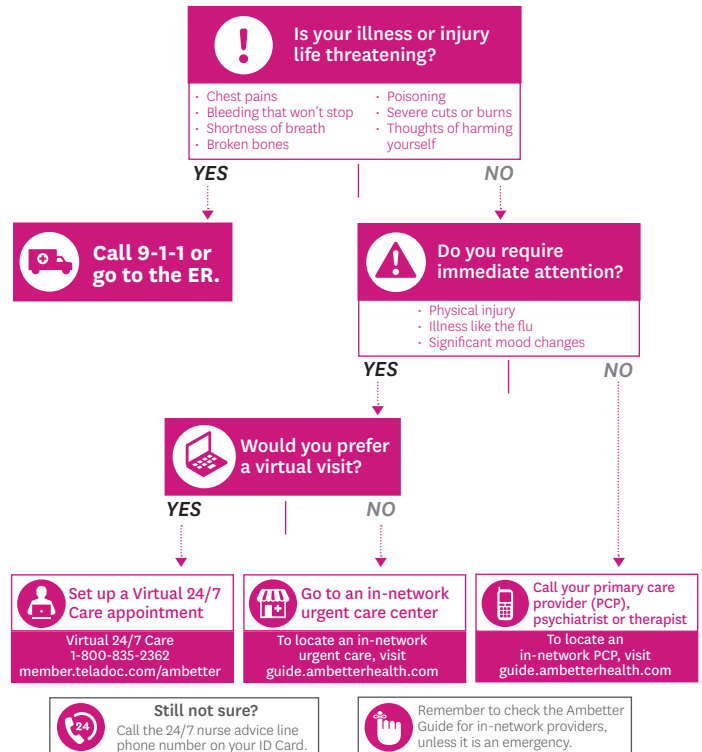 Is your illness or injury
life threatening?
· Chest pains
· Bleeding that won't stop
· Shortness of breath
· Broken bones
· Poisoning
· Severe cuts or burns
· Thoughts of harming
yourself
YES
NO
Call 9-1-1 or
go to the ER.
Do you require
immediate attention?
· Physical injury
· Illness like the flu
· Significant mood changes
YES
NO
Would you prefer
a virtual visit?
YES
NO
Set up a Virtual 24/7
Care appointment
Virtual 24/7 Care
1-800-835-2362
member.teladoc.com/ambetter
Go to an in-network
urgent care center
To locate an in-network
urgent care, visit
guide.ambetterhealth.com
Call your primary care
provider (PCP),
psychiatrist or therapist
To locate an
in-network PCP, visit
guide.ambetterhealth.com
24
Still not sure?
Call the 24/7 nurse advice line
phone number on your ID Card.
Remember to check the Ambetter
Guide for in-network providers,
unless it is an emergency.